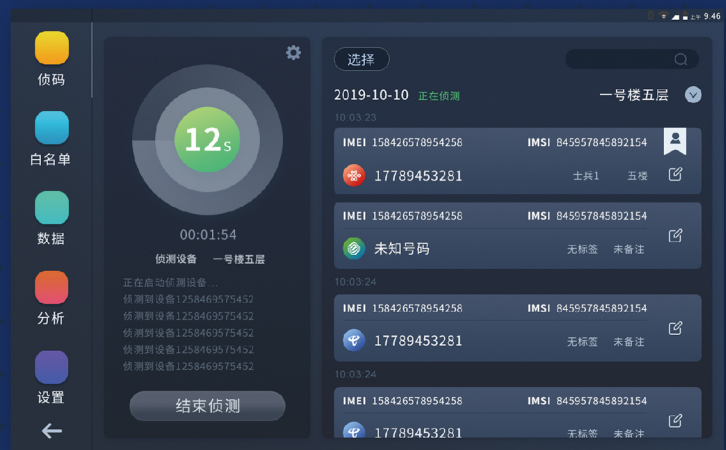 上午 9:46
侦码
白名单
数据
分析
设置
12s
00:01:54
侦测设备 一号楼五层
正在启动侦测设备...
侦测到设备1258469575452
侦测到设备1258469575452
侦测到设备1258469575452
侦测到设备1258469575452
侦测到设备1258469575452
结束侦测
选择
2019-10-10 正在侦测 一号楼五层
10:03:23
IMEI 158426578954258 IMSI 845957845892154
17789453281 士兵1 五楼
IMEI 158426578954258 IMSI 845957845892154
未知号码 无标签 未备注
10:03:24
IMEI 158426578954258 IMSI 845957845892154
17789453281 无标签 未备注
10:03:24
IMEI 158426578954258 IMSI 845957845892154
17789453281 无标签 未备注